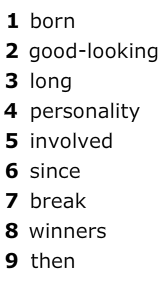 1 born
2 good-looking
3 long
4 personality
5 involved
6 since
7 break
8 winners
9 then